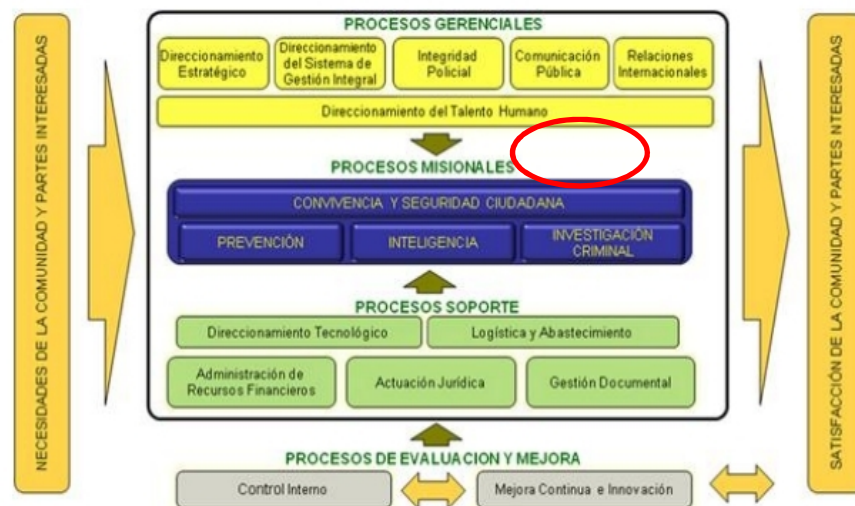 NECESIDADES DE LA COMUNIDAD Y PARTES INTERESADAS
PROCESOS GERENCIALES
Direccionamiento
Estratégico
Direccionamiento
del Sistema de
Gestión Integral
Integridad
Policial
Comunicación
Pública
Relaciones
Internacionales
Direccionamiento del Talento Humano
PROCESOS MISIONALES
CONVIVENCIA Y SEGURIDAD CIUDADANA
PREVENCIÓN
INTELIGENCIA
INVESTIGACIÓN
CRIMINAL
PROCESOS SOPORTE
Direccionamiento Tecnológico
Logística y Abastecimiento
Administración de
Recursos Financieros
Actuación Jurídica
Gestión Documental
PROCESOS DE EVALUACION Y MEJORA
Control Interno
Mejora Continua e Innovación
SATISFACCIÓN DE LA COMUNIDAD Y PARTES NTERESADAS